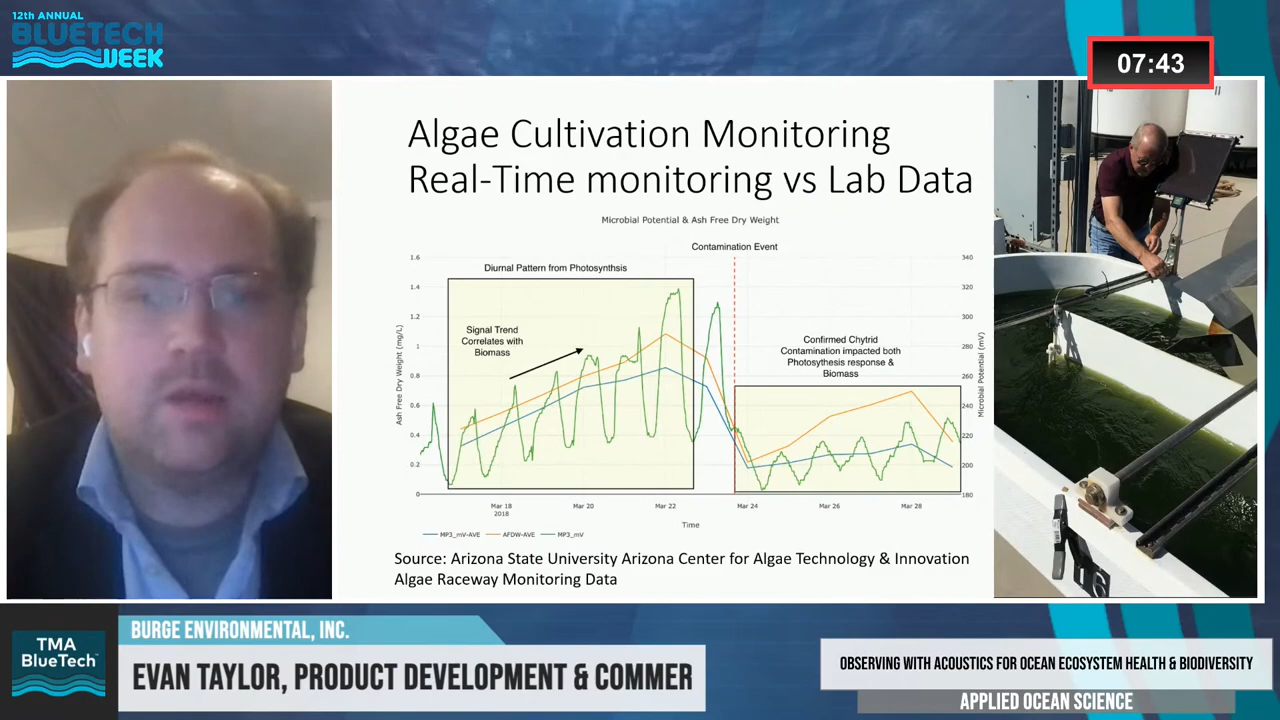 12th ANNUAL
BLUETECH
WEEK
07:43
Algae Cultivation Monitoring
Real-Time monitoring vs Lab Data
Microbial Potential & Ash Free Dry Weight
Contamination Event
Diurnal Pattern from Photosynthsis
Signal Trend
Correlates with
Biomass
Confirmed Chytrid
Contamination impacted both
Photosythesis response &
Biomass
Ash Free Dry Weight (mg/L)
1.6
1.4
1.2
1
0.8
0.6
0.4
0.2
0
340
320
300
280
260
240
220
200
180
Microbial Potential (mV)
Mar 18
2018
Mar 20
Mar 22
Mar 24
Mar 26
Mar 28
Time
MP3_mV-AVE
AFDW-AVE
MP3_mV
Source: Arizona State University Arizona Center for Algae Technology & Innovation
Algae Raceway Monitoring Data
TMA
BlueTech™
BURGE ENVIRONMENTAL, INC.
EVAN TAYLOR, PRODUCT DEVELOPMENT & COMMER
OBSERVING WITH ACOUSTICS FOR OCEAN ECOSYSTEM HEALTH & BIODIVERSITY
APPLIED OCEAN SCIENCE